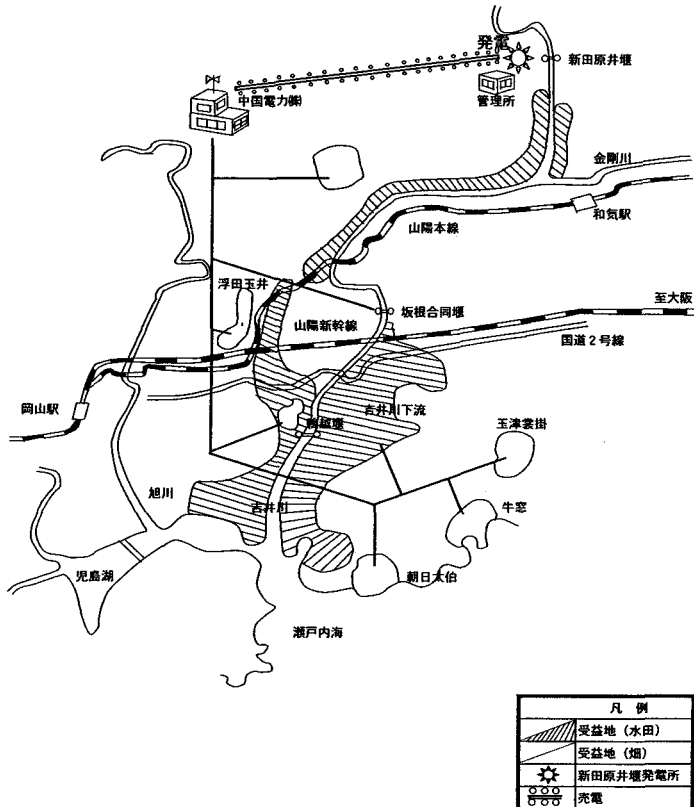 発電
新田原井堰
中国電力㈱
管理所
金剛川
和気駅
山陽本線
浮田玉井
坂根合同堰
至大阪
山陽新幹線
国道2号線
岡山駅
吉井川下流
玉津裳掛
旭川
吉井川
牛窓
児島湖
朝日太伯
瀬戸内海
凡 例
受益地（水田）
受益地（畑）
新田原井堰発電所
売電